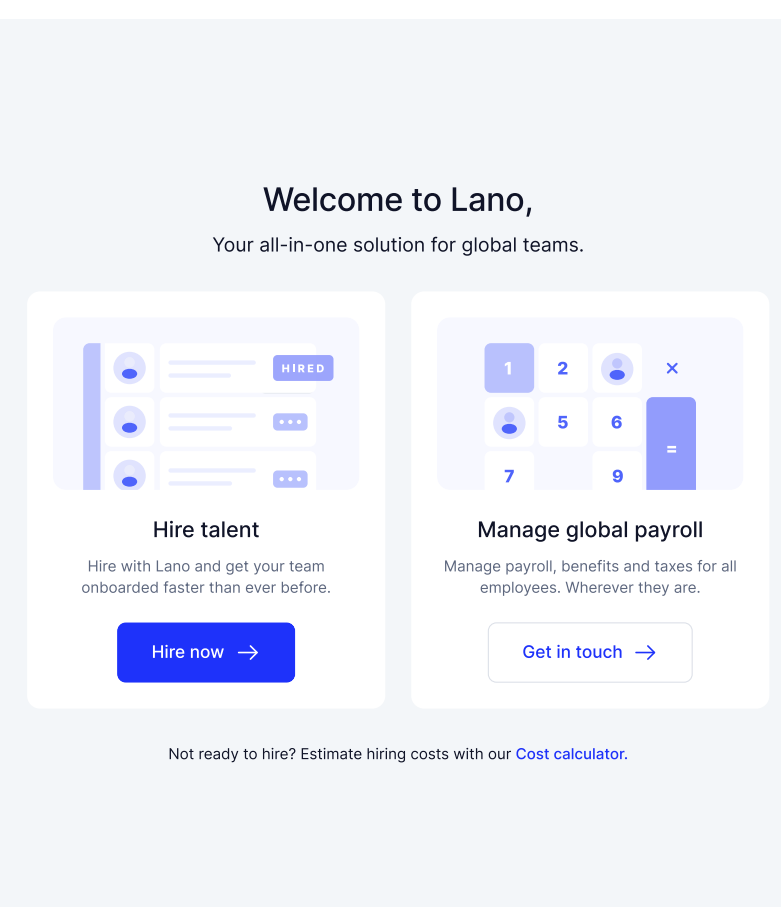 Welcome to Lano,
Your all-in-one solution for global teams.
HIRED
Hire talent
Hire with Lano and get your team
onboarded faster than ever before.
Hire now
1 2 ×
5 6
=
7 9
Manage global payroll
Manage payroll, benefits and taxes for all
employees. Wherever they are.
Get in touch
Not ready to hire? Estimate hiring costs with our Cost calculator.